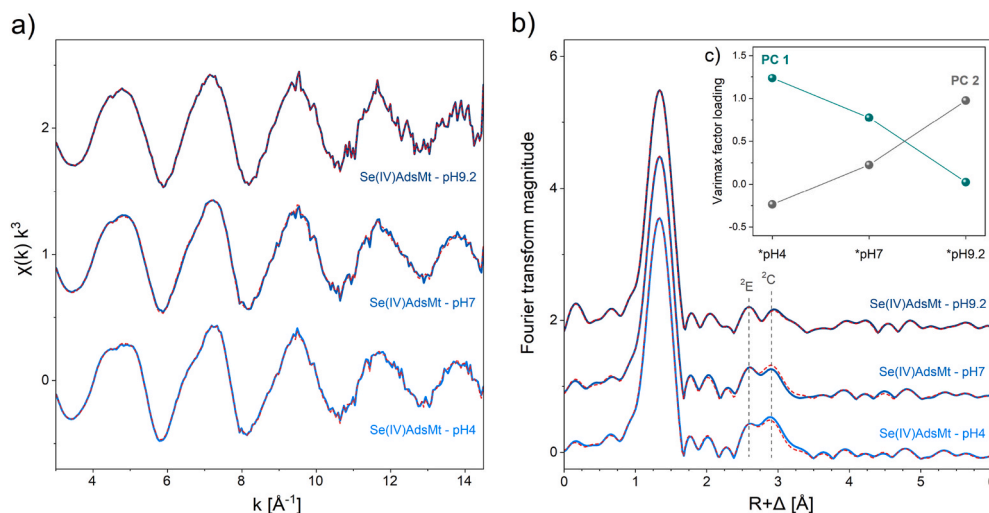 a)
χ(k) k³
2
1
0
Se(IV)AdsMt - pH9.2
Se(IV)AdsMt - pH7
Se(IV)AdsMt - pH4
4 6 8 10 12 14
k [Å⁻¹]
b)
Fourier transform magnitude
6
4
2
0
c)
Varimax factor loading
1.5
1.0
0.5
0.0
-0.5
PC 1
PC 2
*pH4 *pH7 *pH9.2
²E ²C
Se(IV)AdsMt - pH9.2
Se(IV)AdsMt - pH7
Se(IV)AdsMt - pH4
0 1 2 3 4 5 6
R+Δ [Å]